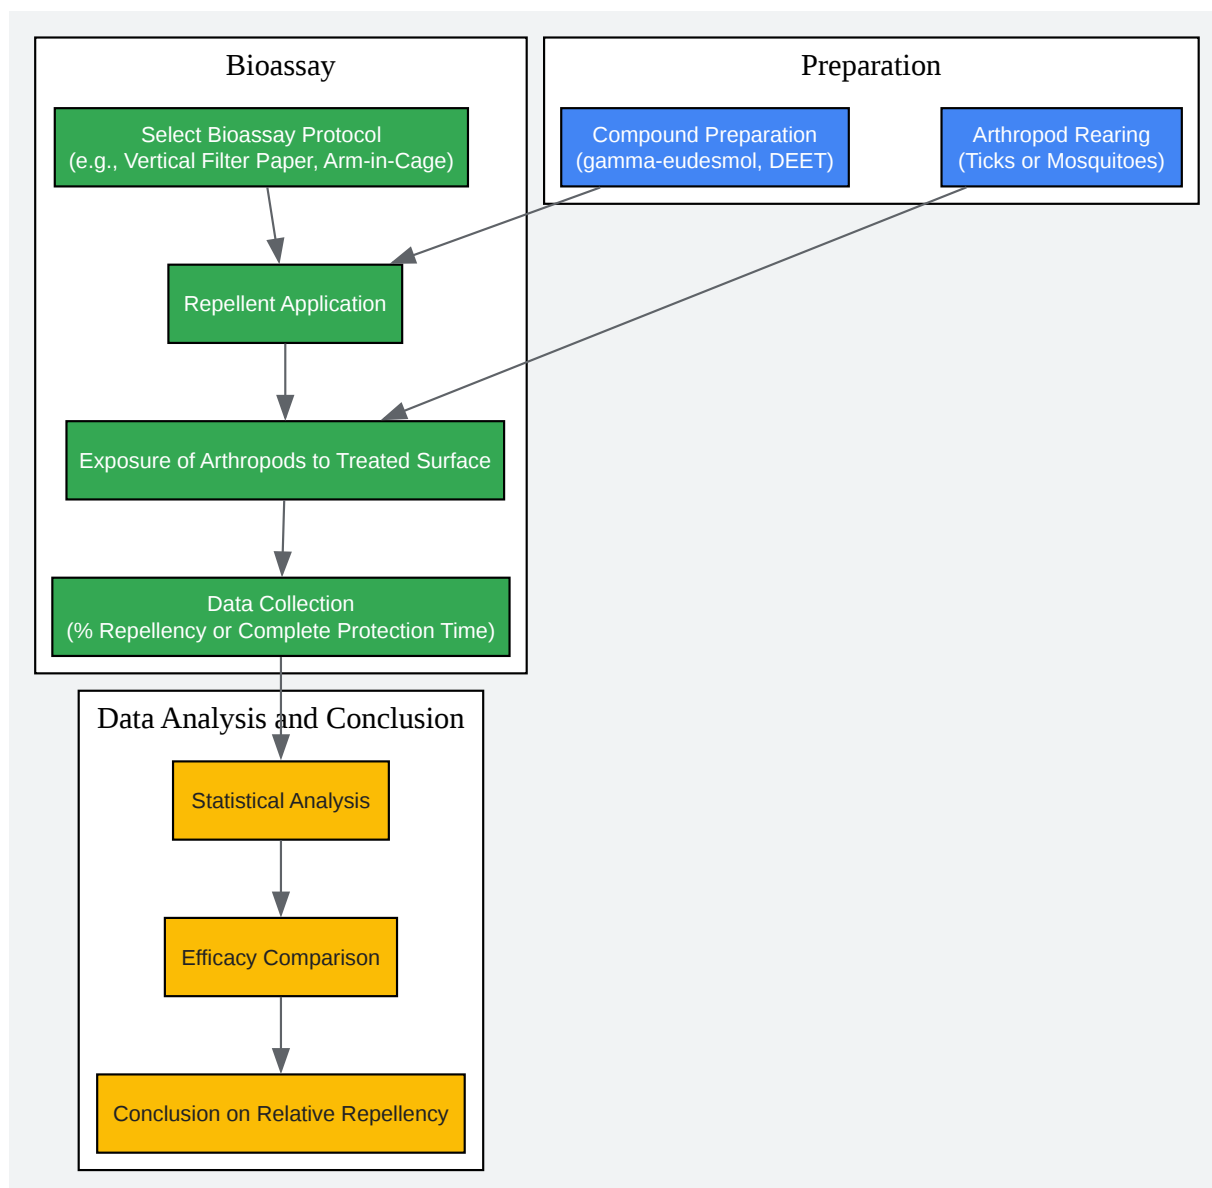 Bioassay
Select Bioassay Protocol
(e.g., Vertical Filter Paper, Arm-in-Cage)
Repellent Application
Exposure of Arthropods to Treated Surface
Data Collection
(% Repellency or Complete Protection Time)
Preparation
Compound Preparation
(gamma-eudesmol, DEET)
Arthropod Rearing
(Ticks or Mosquitoes)
Data Analysis and Conclusion
Statistical Analysis
Efficacy Comparison
Conclusion on Relative Repellency